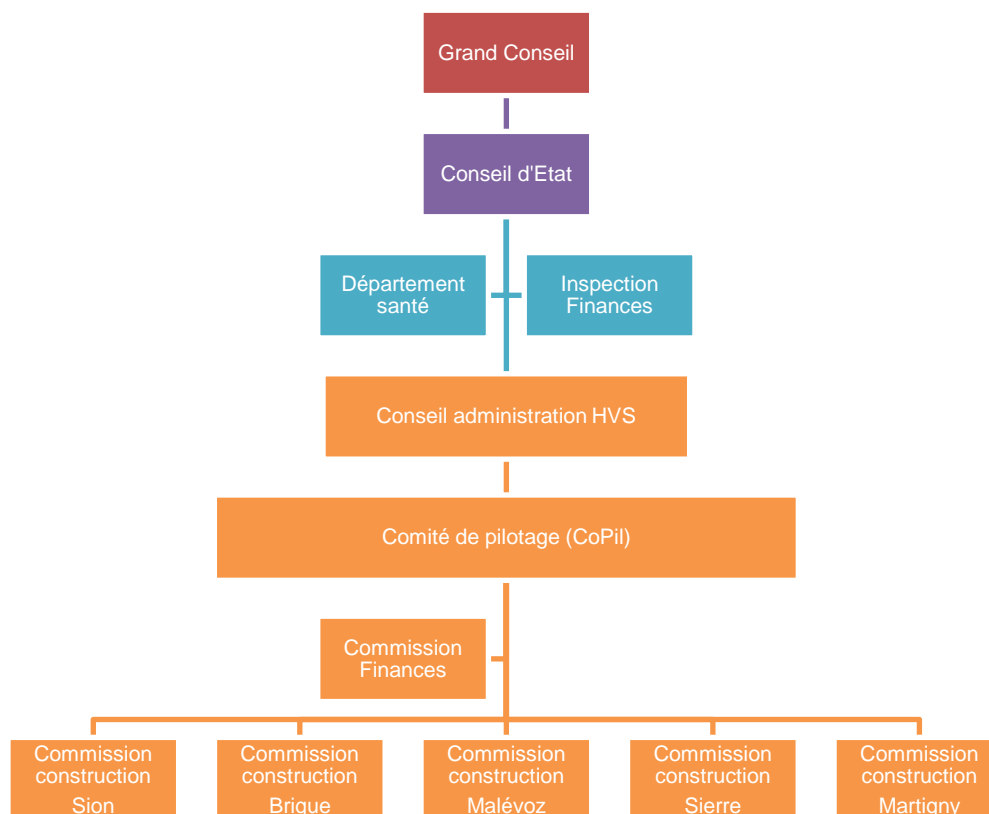 Grand Conseil
Conseil d'Etat
Département
santé
Inspection
Finances
Conseil administration HVS
Comité de pilotage (CoPil)
Commission
Finances
Commission
construction
Sion
Commission
construction
Brigue
Commission
construction
Malévoz
Commission
construction
Sierre
Commission
construction
Martigny